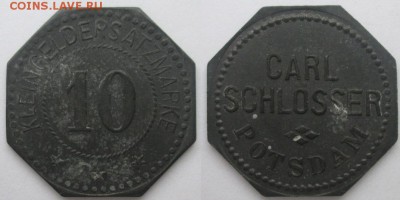 COINS.LAVE.RU
KLEINGELDERSATZMARKE
10
CARL
SCHLOSSER
POTSDAM